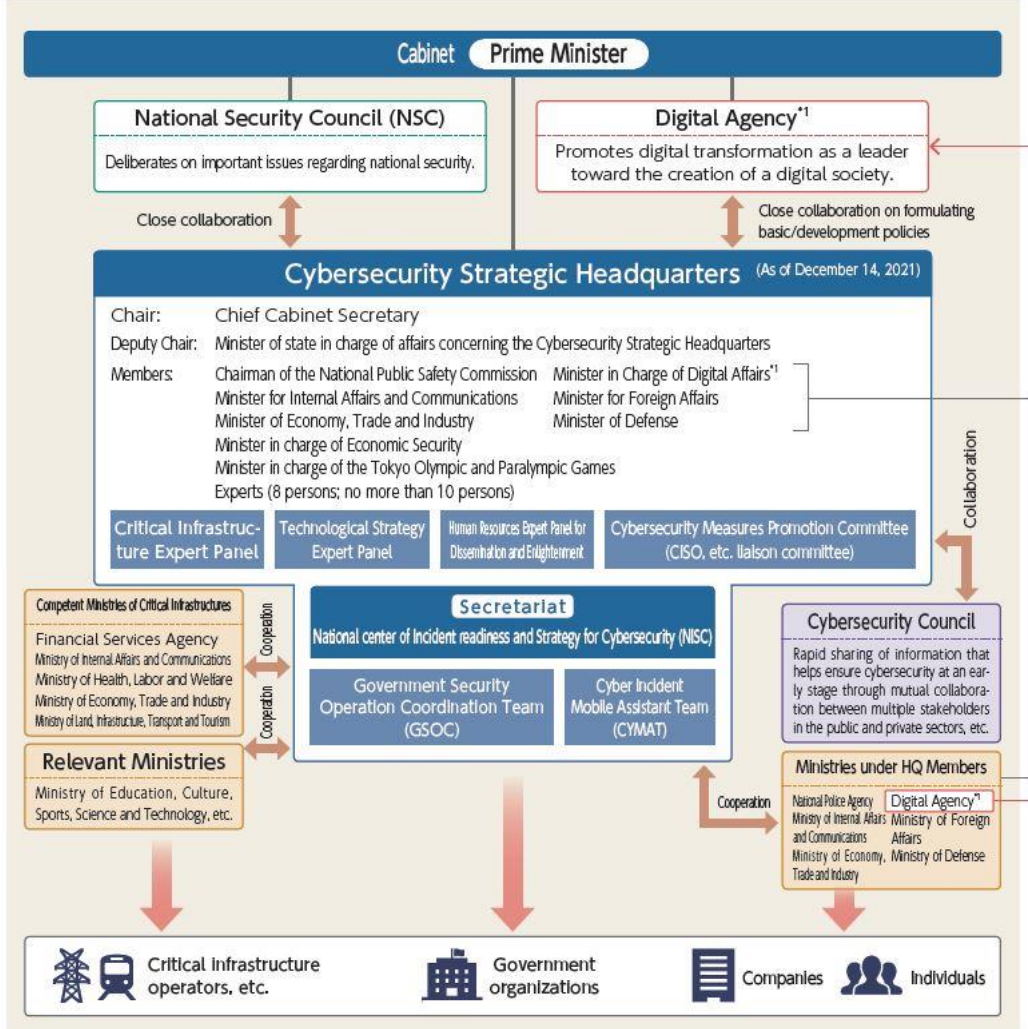 Cabinet Prime Minister
National Security Council (NSC)
Deliberates on important issues regarding national security.
Digital Agency*1
Promotes digital transformation as a leader
toward the creation of a digital society.
Close collaboration
Close collaboration on formulating
basic/development policies
Cybersecurity Strategic Headquarters (As of December 14, 2021)
Chair: Chief Cabinet Secretary
Deputy Chair: Minister of state in charge of affairs concerning the Cybersecurity Strategic Headquarters
Members: Chairman of the National Public Safety Commission
Minister for Internal Affairs and Communications
Minister of Economy, Trade and Industry
Minister in charge of Economic Security
Minister in charge of the Tokyo Olympic and Paralympic Games
Experts (8 persons; no more than 10 persons)
Minister in Charge of Digital Affairs*1
Minister for Foreign Affairs
Minister of Defense
Critical Infrastruc-
ture Expert Panel
Technological Strategy
Expert Panel
Human Resources Expert Panel for
Dissemination and Enlightenment
Cybersecurity Measures Promotion Committee
(CISO, etc. liaison committee)
Collaboration
Secretariat
National center of Incident readiness and Strategy for Cybersecurity (NISC)
Government Security
Operation Coordination Team
(GSOC)
Cyber Incident
Mobile Assistant Team
(CYMAT)
Competent Ministries of Critical Infrastructures
Financial Services Agency
Ministry of Internal Affairs and Communications
Ministry of Health, Labor and Welfare
Ministry of Economy, Trade and Industry
Ministry of Land, Infrastructure, Transport and Tourism
Cooperation
Cooperation
Relevant Ministries
Ministry of Education, Culture,
Sports, Science and Technology, etc.
Cybersecurity Council
Rapid sharing of information that
helps ensure cybersecurity at an ear-
ly stage through mutual collabora-
tion between multiple stakeholders
in the public and private sectors, etc.
Cooperation
Ministries under HQ Members
National Police Agency
Ministry of Internal Affairs
and Communications
Ministry of Economy,
Trade and Industry
Digital Agency*1
Ministry of Foreign
Affairs
Ministry of Defense
Critical infrastructure
operators, etc.
Government
organizations
Companies
Individuals